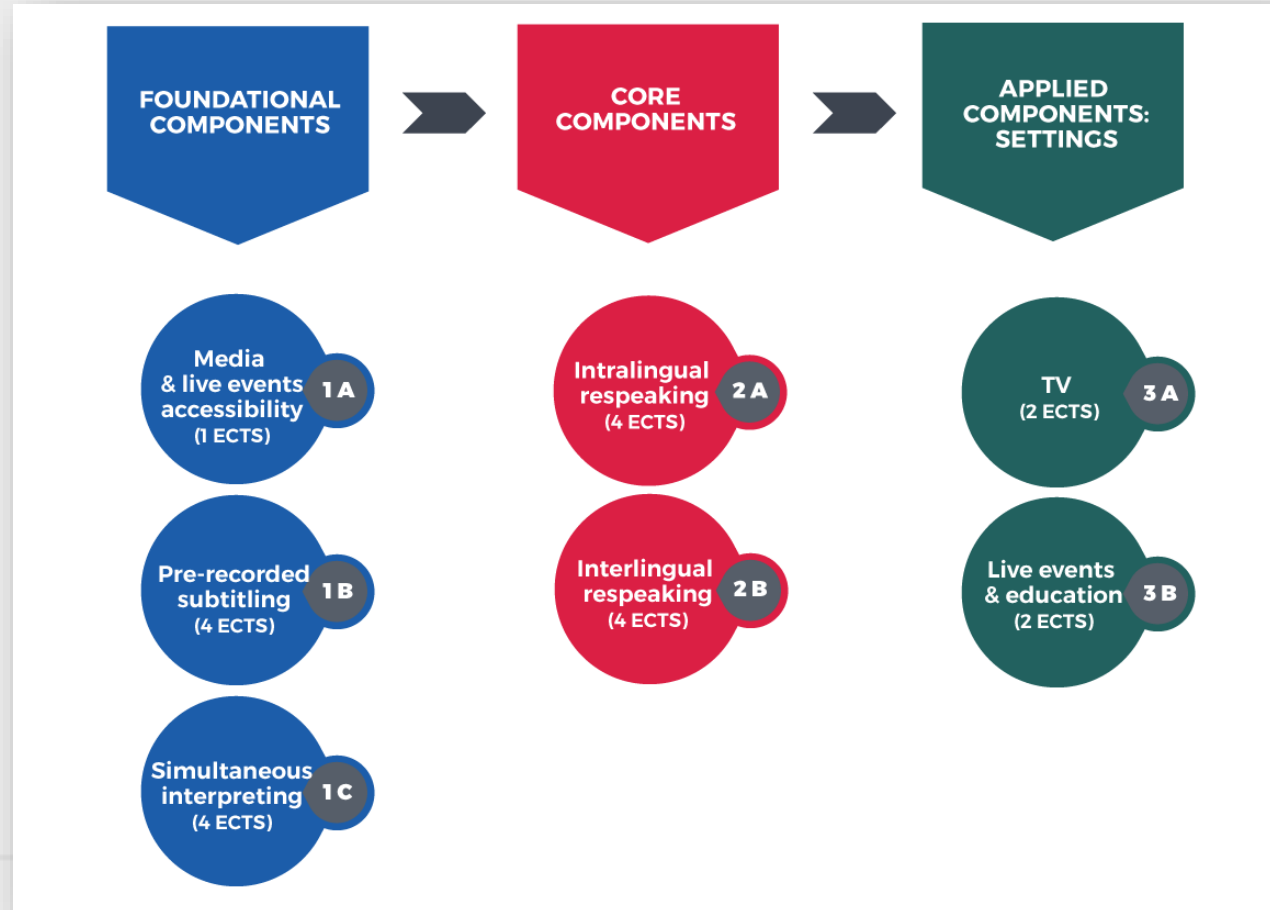 FOUNDATIONAL
COMPONENTS
CORE
COMPONENTS
APPLIED
COMPONENTS:
SETTINGS
Media
& live events
accessibility
(1 ECTS)
1 A
Pre-recorded
subtitling
(4 ECTS)
1 B
Simultaneous
interpreting
(4 ECTS)
1 C
Intralingual
respeaking
(4 ECTS)
2 A
Interlingual
respeaking
(4 ECTS)
2 B
TV
(2 ECTS)
3 A
Live events
& education
(2 ECTS)
3 B